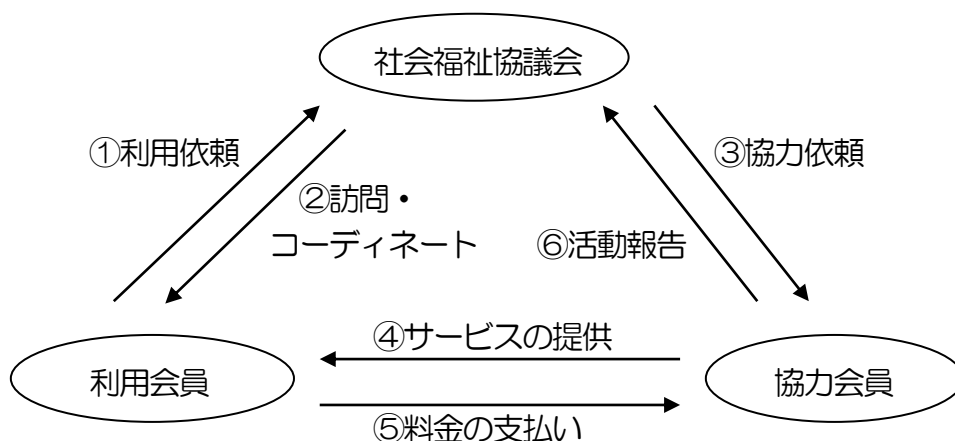 社会福祉協議会
①利用依頼
③協力依頼
②訪問・
コーディネート
⑥活動報告
④サービスの提供
利用会員
協力会員
⑤料金の支払い